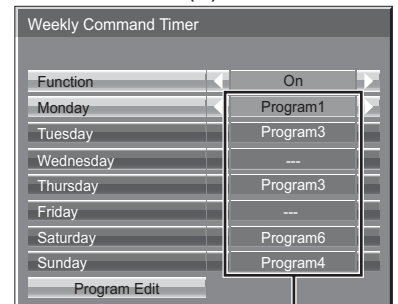 Weekly Command Timer
Function On
Monday Program1
Tuesday Program3
Wednesday ---
Thursday Program3
Friday ---
Saturday Program6
Sunday Program4
Program Edit